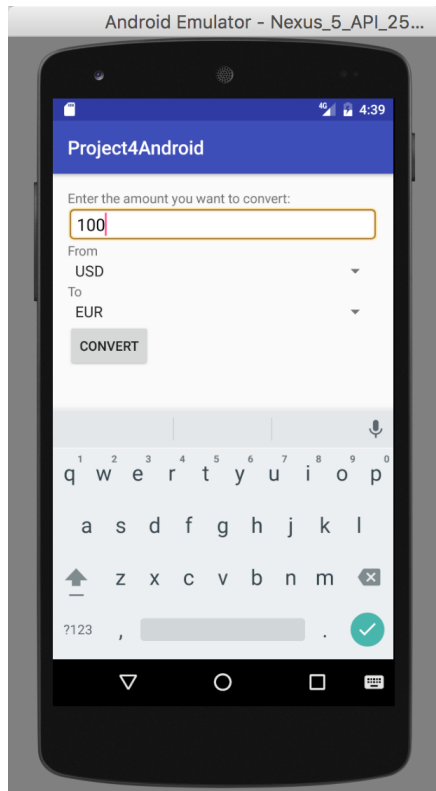 Android Emulator - Nexus_5_API_25...
4G 4:39
Project4Android
Enter the amount you want to convert:
100
From
USD
To
EUR
CONVERT
1 2 3 4 5 6 7 8 9 0
q w e r t y u i o p
a s d f g h j k l
z x c v b n m
?123 , .